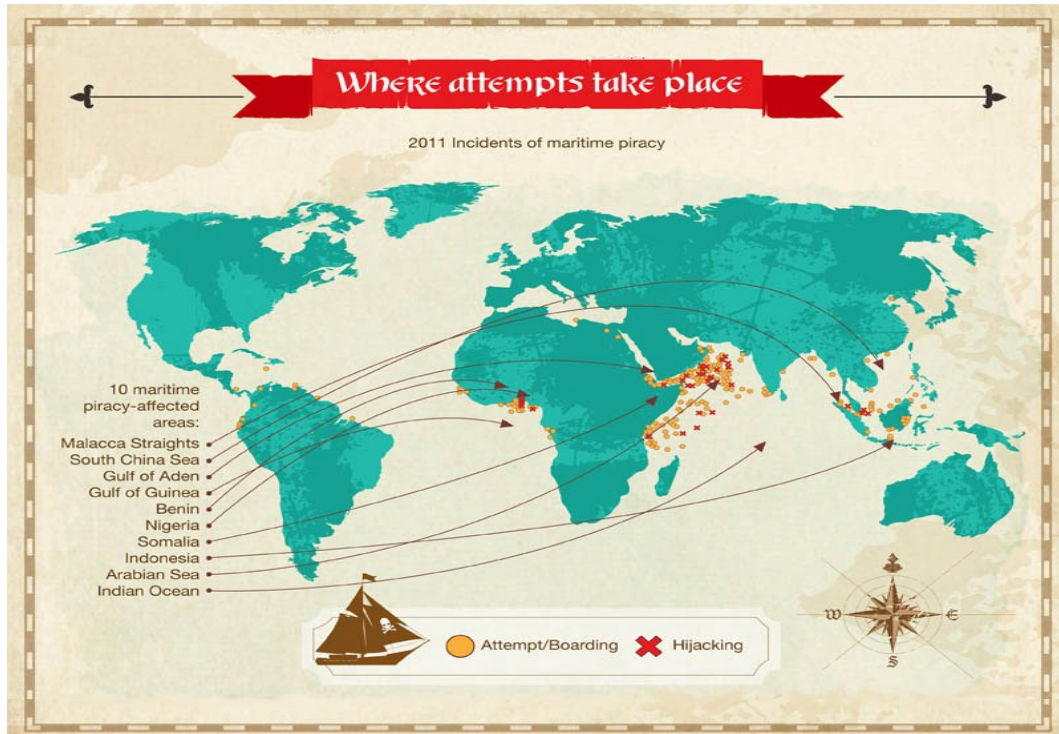 Where attempts take place
2011 Incidents of maritime piracy
10 maritime
piracy-affected
areas:
Malacca Straights
South China Sea
Gulf of Aden
Gulf of Guinea
Benin
Nigeria
Somalia
Indonesia
Arabian Sea
Indian Ocean
Attempt/Boarding
Hijacking
W
E
S